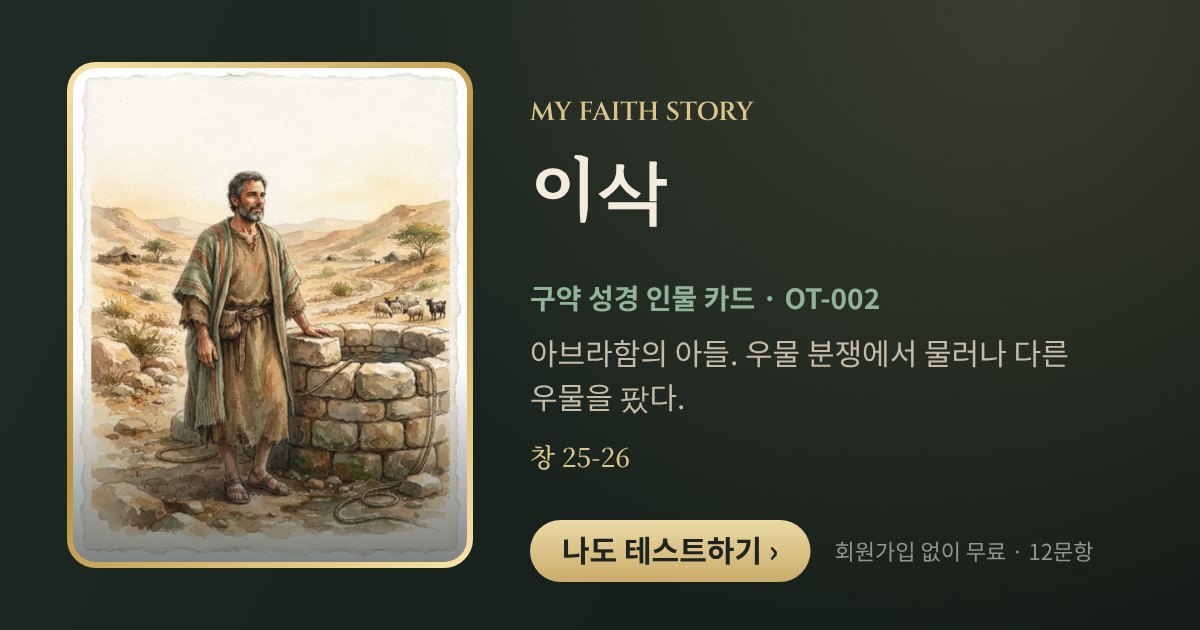 MY FAITH STORY
이삭
구약 성경 인물 카드 · OT-002
아브라함의 아들. 우물 분쟁에서 물러나 다른
우물을 팠다.
창 25-26
나도 테스트하기 ›
회원가입 없이 무료 · 12문항